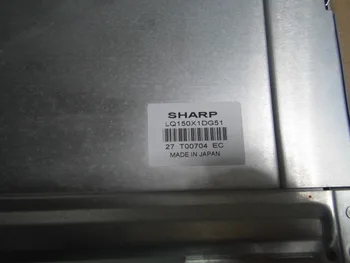 SHARP
LQ150X1DG51
27 T00704 EC
MADE IN JAPAN